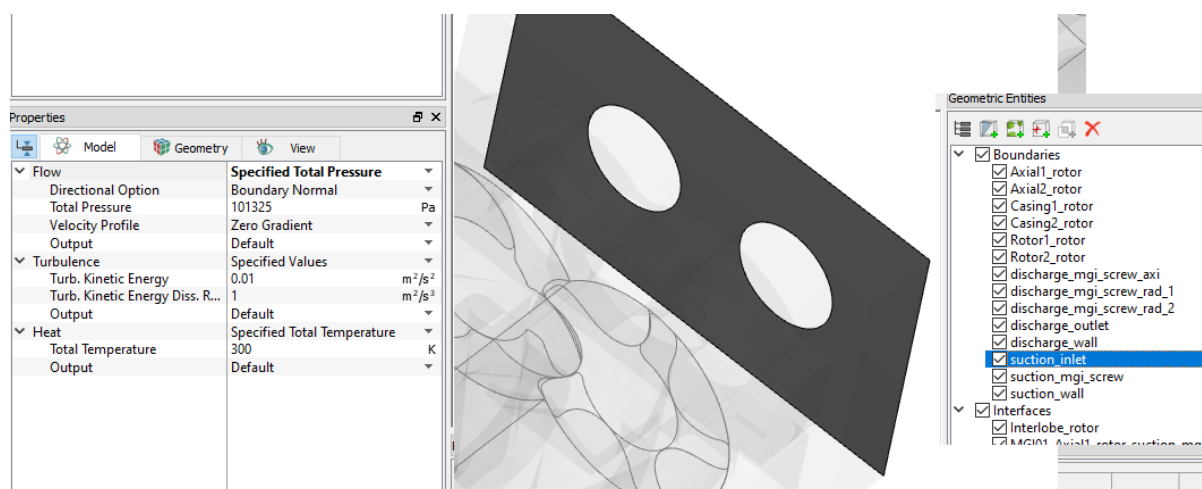 Properties
Model Geometry View
Flow Specified Total Pressure
Directional Option Boundary Normal
Total Pressure 101325 Pa
Velocity Profile Zero Gradient
Output Default
Turbulence Specified Values
Turb. Kinetic Energy 0.01 m²/s²
Turb. Kinetic Energy Diss. R... 1 m²/s³
Output Default
Heat Specified Total Temperature
Total Temperature 300 K
Output Default
Geometric Entities
Boundaries
Axial1_rotor
Axial2_rotor
Casing1_rotor
Casing2_rotor
Rotor1_rotor
Rotor2_rotor
discharge_mgi_screw_axi
discharge_mgi_screw_rad_1
discharge_mgi_screw_rad_2
discharge_outlet
discharge_wall
suction_inlet
suction_mgi_screw
suction_wall
Interfaces
Interlobe_rotor